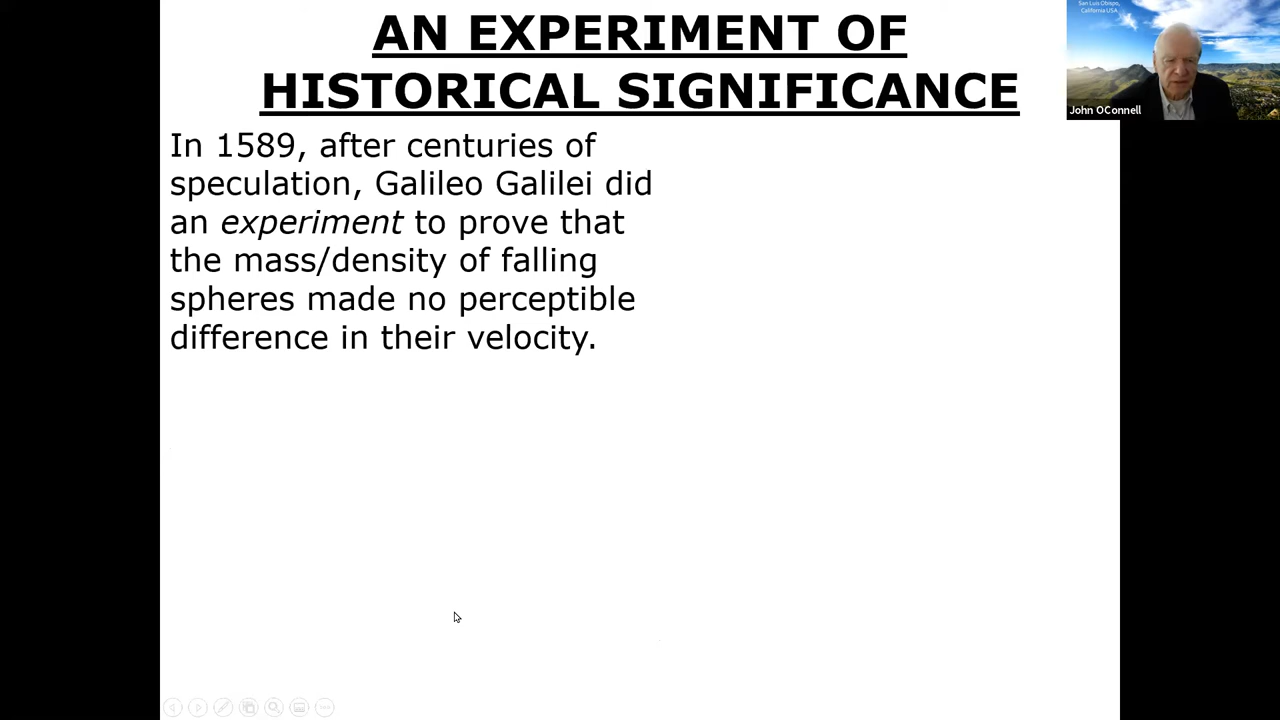 AN EXPERIMENT OF
HISTORICAL SIGNIFICANCE
San Luis Obispo,
California USA
John OConnell
In 1589, after centuries of
speculation, Galileo Galilei did
an experiment to prove that
the mass/density of falling
spheres made no perceptible
difference in their velocity.